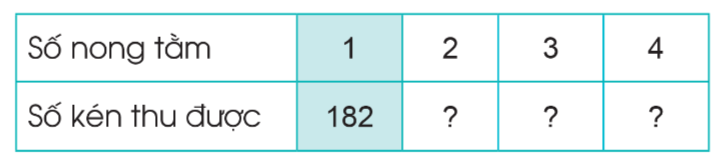 Số nong tằm 1 2 3 4
Số kén thu được 182 ? ? ?